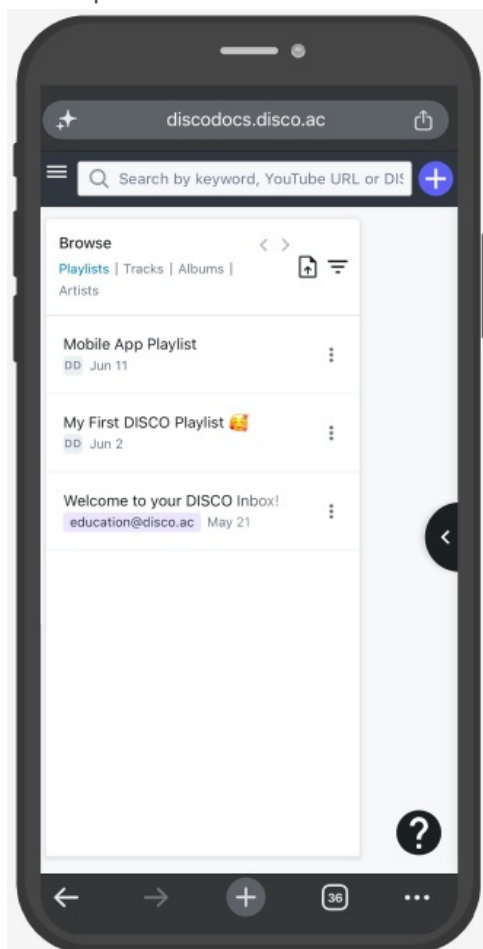 discodocs.disco.ac
Search by keyword, YouTube URL or DIS
Browse
Playlists | Tracks | Albums |
Artists
Mobile App Playlist
DD Jun 11
My First DISCO Playlist 🥰
DD Jun 2
Welcome to your DISCO Inbox!
education@disco.ac May 21
?
36